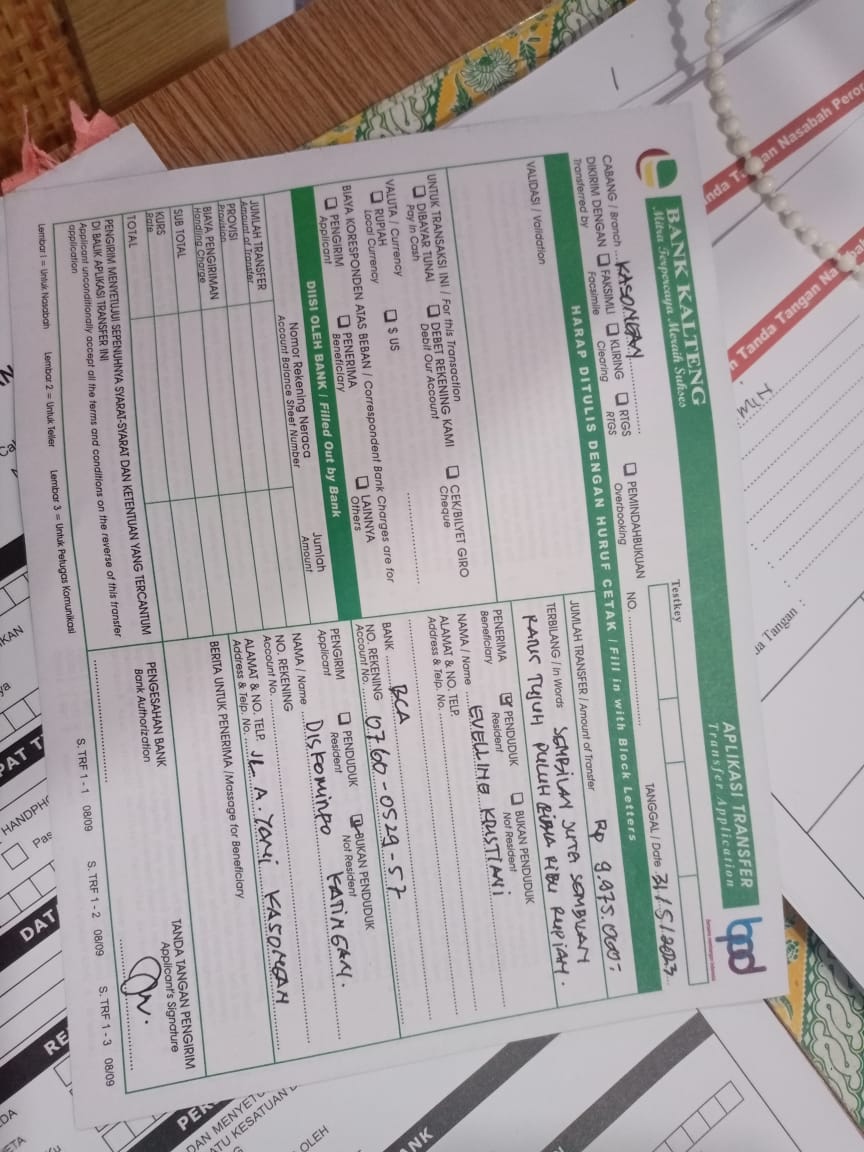 BANK KALTENG
Mitra Terpercaya Meraih Sukses
APLIKASI TRANSFER
Transfer Application
bpd
Testkey
CABANG / Branch KASONGAN
NO.
TANGGAL / Date 31/5/2023
DIKIRIM DENGAN
Transferred by
FAKSIMLI
Facsimile
KLIRING
Clearing
RTGS
RTGS
PEMINDAHBUKUAN
Overbooking
HARAP DITULIS DENGAN HURUF CETAK / Fill in with Block Letters
VALIDASI / Validation
UNTUK TRANSAKSI INI / For this Transaction
DIBAYAR TUNAI
Pay in Cash
DEBET REKENING KAMI
Debit Our Account
CEK/BILYET GIRO
Cheque
VALUTA / Currency
RUPIAH
Local Currency
$ US
BIAYA KORESPONDEN ATAS BEBAN / Correspondent Bank Charges are for
PENGIRIM
Applicant
PENERIMA
Beneficiary
LAINNYA
Others
DIISI OLEH BANK / Filled Out by Bank
Nomor Rekening Neraca
Account Balance Sheet Number
Jumlah
Amount
JUMLAH TRANSFER
Amount of Transfer
PROVISI
Provision
BIAYA PENGIRIMAN
Handling Charge
SUB TOTAL
KURS
Rate
TOTAL
PENGIRIM MENYETUJUI SEPENUHNYA SYARAT-SYARAT DAN KETENTUAN YANG TERCANTUM
DI BALIK APLIKASI TRANSFER INI
Applicant unconditionally accept all the terms and conditions on the reverse of this transfer
application
JUMLAH TRANSFER / Amount of Transfer Rp 9.975.000:
TERBILANG / In Words SEMBILAN JUTA SEMBILAN
RATUS TUJUH PULUH RIBU RUPIAH.
PENERIMA
Beneficiary
PENDUDUK
Resident
BUKAN PENDUDUK
Not Resident
NAMA / Name EVELLINE KRISTIANI
ALAMAT & NO. TELP.
Address & Telp. No.
BANK BCA
NO. REKENING
Account No. 0760-0529-57
PENGIRIM
Applicant
PENDUDUK
Resident
BUKAN PENDUDUK
Not Resident
NAMA / Name DISKOMINFO KATINGAN.
NO. REKENING
Account No.
ALAMAT & NO. TELP.
Address & Telp. No. JL A. YANI KASONGAN
BERITA UNTUK PENERIMA /Massage for Beneficiary
PENGESAHAN BANK
Bank Authorization
TANDA TANGAN PENGIRIM
Applicant's Signature
Lembar I = Untuk Nasabah
Lembar 2 = Untuk Teller
Lembar 3 = Untuk Petugas Komunikasi
S. TRF 1 - 1 08/09
S. TRF 1 - 2 08/09
S. TRF 1 - 3 08/09